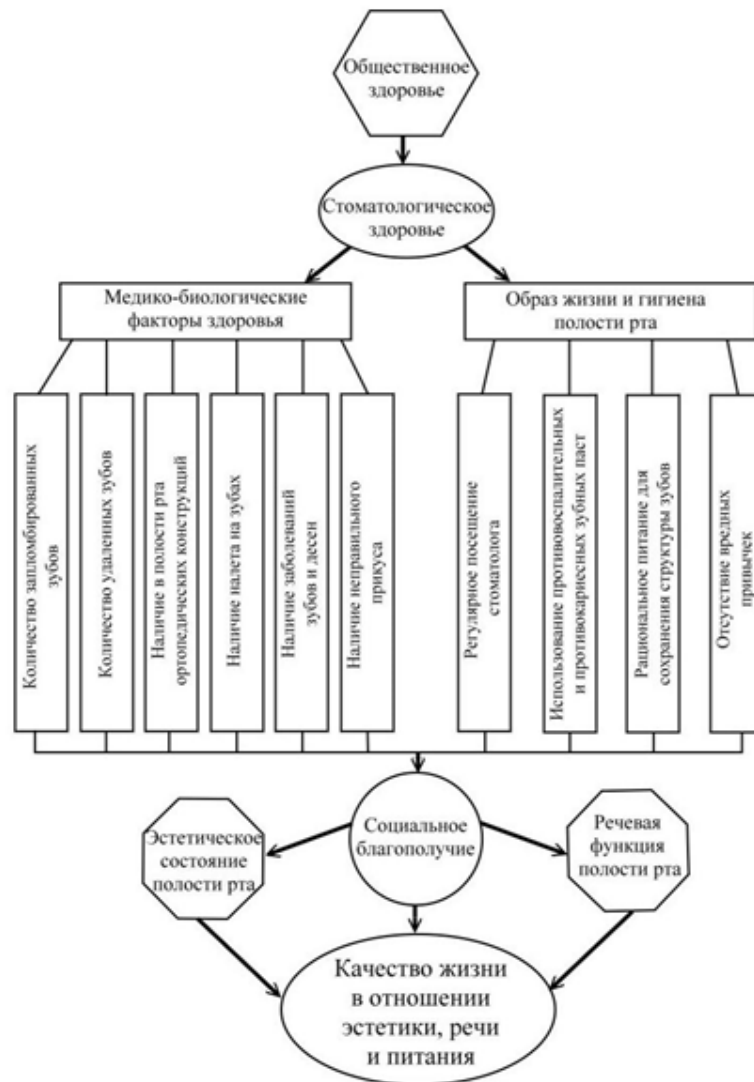 Общественное
здоровье
Стоматологическое
здоровье
Медико-биологические
факторы здоровья
Образ жизни и гигиена
полости рта
Количество запломбированных
зубов
Количество удаленных зубов
Наличие в полости рта
ортопедических конструкций
Наличие налета на зубах
Наличие заболеваний
зубов и десен
Наличие неправильного
прикуса
Регулярное посещение
стоматолога
Использование противовоспалительных
и противокариесных зубных паст
Рациональное питание для
сохранения структуры зубов
Отсутствие вредных
привычек
Эстетическое
состояние
полости рта
Социальное
благополучие
Речевая
функция
полости рта
Качество жизни
в отношении
эстетики, речи
и питания